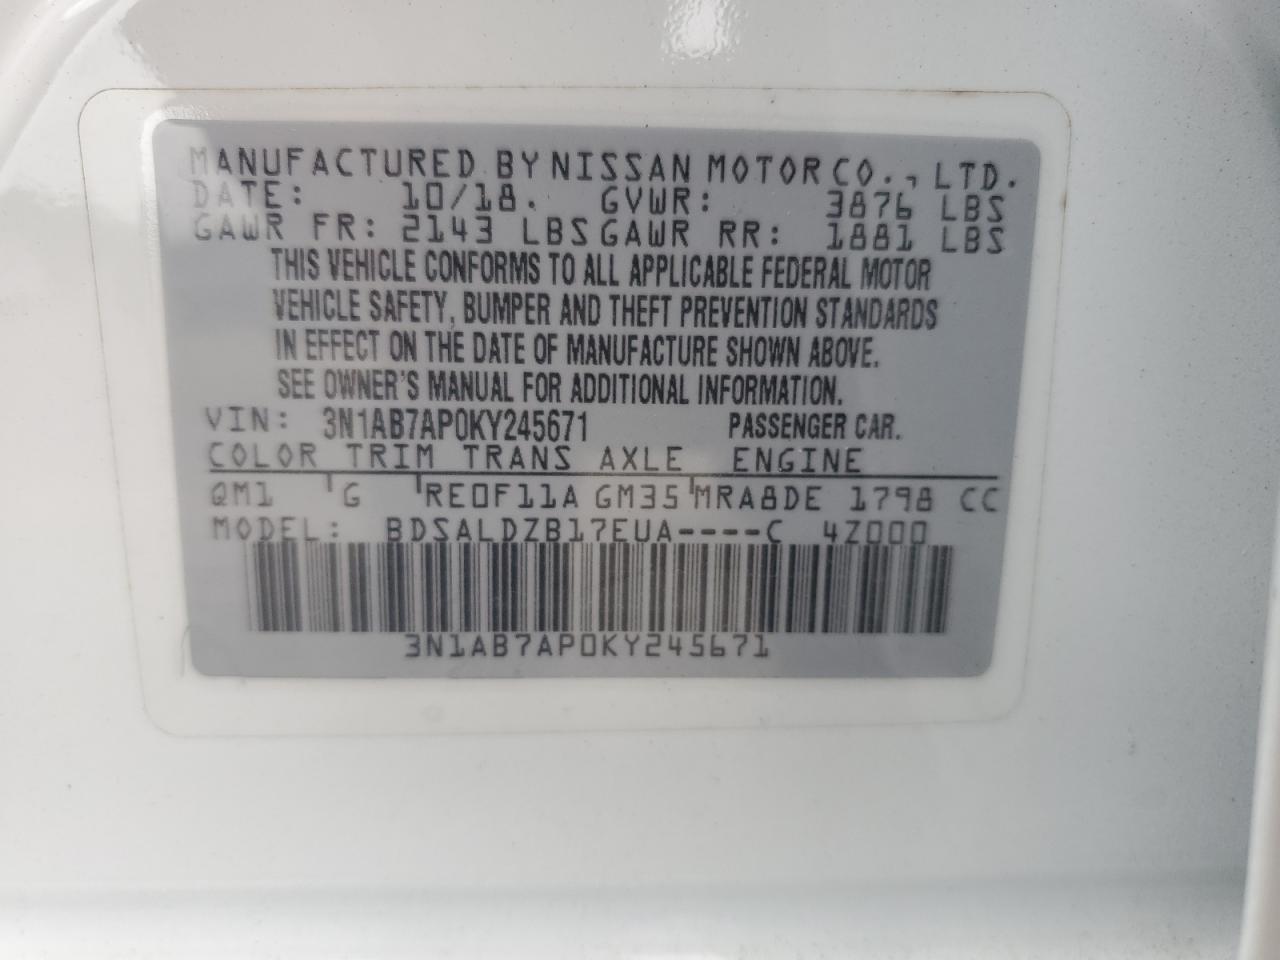 MANUFACTURED BY NISSAN MOTOR CO., LTD.
DATE: 10/18. GVWR: 3876 LBS
GAWR FR: 2143 LBS GAWR RR: 1881 LBS
THIS VEHICLE CONFORMS TO ALL APPLICABLE FEDERAL MOTOR
VEHICLE SAFETY, BUMPER AND THEFT PREVENTION STANDARDS
IN EFFECT ON THE DATE OF MANUFACTURE SHOWN ABOVE.
SEE OWNER'S MANUAL FOR ADDITIONAL INFORMATION.
VIN: 3N1AB7AP0KY245671 PASSENGER CAR.
COLOR TRIM TRANS AXLE ENGINE
QM1 G RE0F11A GM35 MRA8DE 1798 CC
MODEL: BDSALDZB17EUA----C 4Z000
3N1AB7AP0KY245671